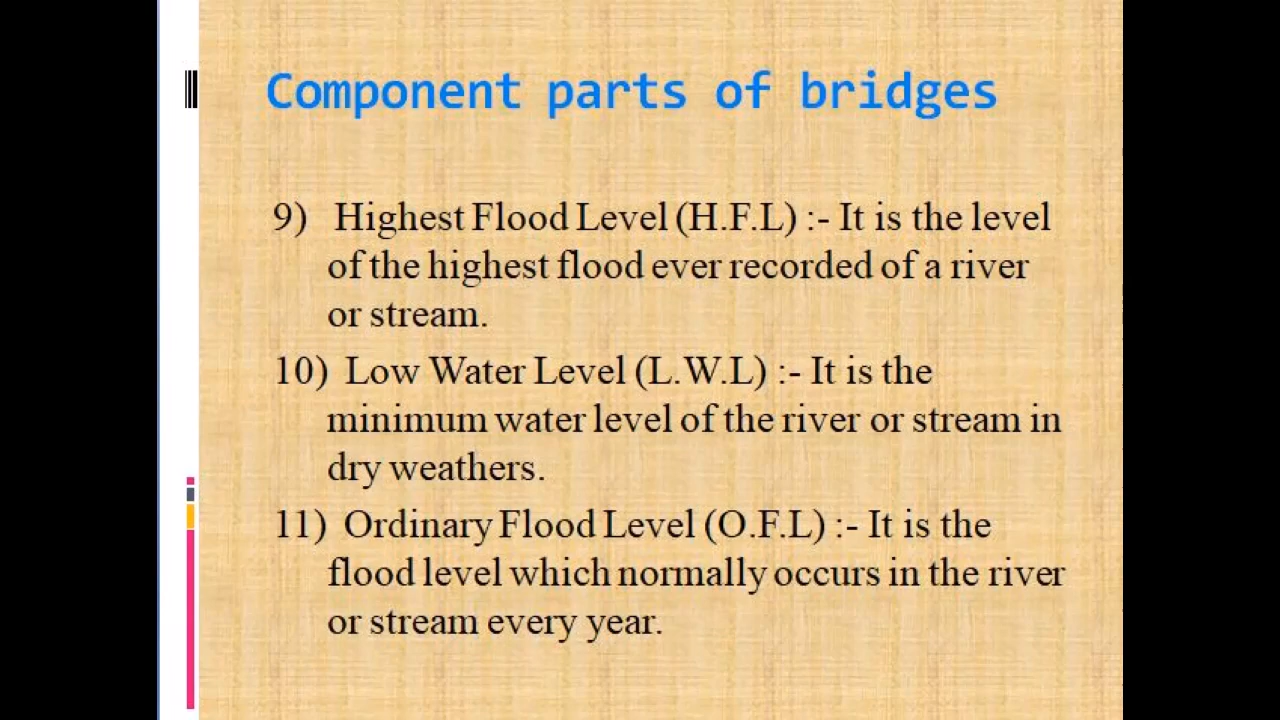 Component parts of bridges
9) Highest Flood Level (H.F.L) :- It is the level
of the highest flood ever recorded of a river
or stream.
10) Low Water Level (L.W.L) :- It is the
minimum water level of the river or stream in
dry weathers.
11) Ordinary Flood Level (O.F.L) :- It is the
flood level which normally occurs in the river
or stream every year.